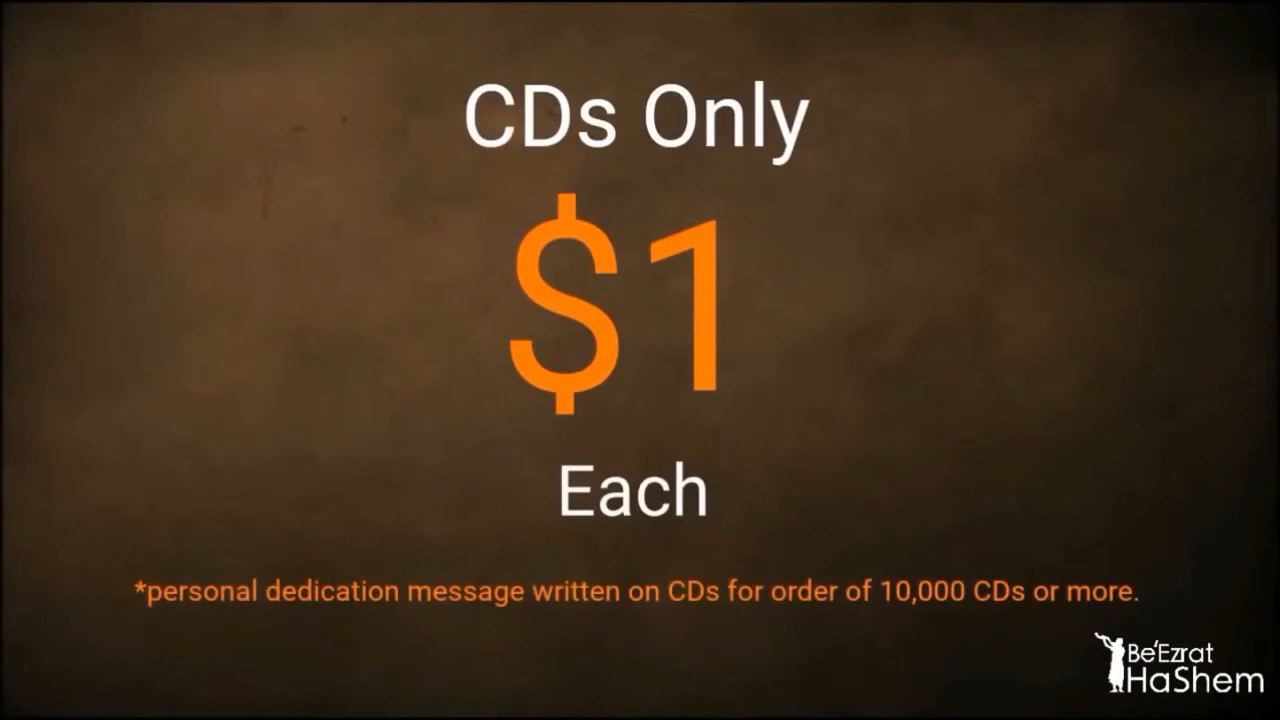 CDs Only
$1
Each
*personal dedication message written on CDs for order of 10,000 CDs or more.
Be'Ezrat
HaShem